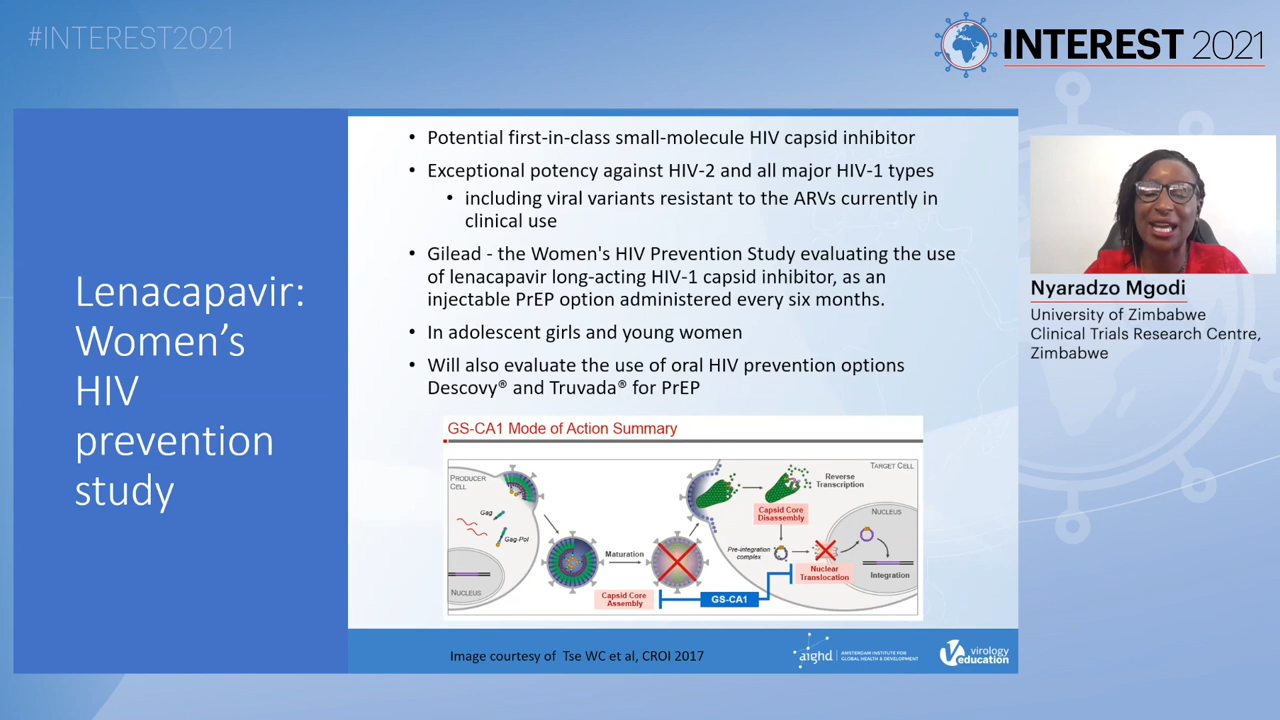 #INTEREST2021
INTEREST 2021
Lenacapavir:
Women's
HIV
prevention
study
• Potential first-in-class small-molecule HIV capsid inhibitor
• Exceptional potency against HIV-2 and all major HIV-1 types
• including viral variants resistant to the ARVs currently in
clinical use
• Gilead - the Women's HIV Prevention Study evaluating the use
of lenacapavir long-acting HIV-1 capsid inhibitor, as an
injectable PrEP option administered every six months.
• In adolescent girls and young women
• Will also evaluate the use of oral HIV prevention options
Descovy® and Truvada® for PrEP
GS-CA1 Mode of Action Summary
PRODUCER
CELL
Gag
Gag-Pol
NUCLEUS
Maturation
Capsid Core
Assembly
GS-CA1
TARGET CELL
Reverse
Transcription
Capsid Core
Disassembly
Pre-integration
complex
Nuclear
Translocation
NUCLEUS
Integration
Image courtesy of Tse WC et al, CROI 2017
aighd
AMSTERDAM INSTITUTE FOR
GLOBAL HEALTH & DEVELOPMENT
virology
education
Nyaradzo Mgodi
University of Zimbabwe
Clinical Trials Research Centre,
Zimbabwe